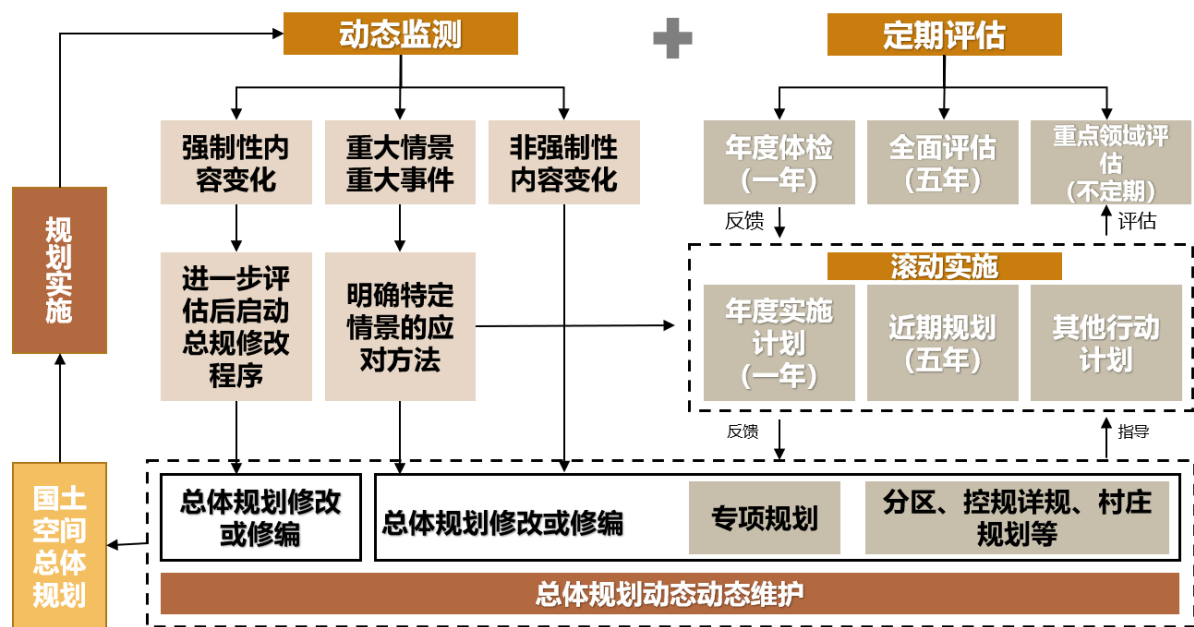 动态监测
定期评估
强制性内
容变化
重大情景
重大事件
非强制性
内容变化
年度体检
（一年）
全面评估
（五年）
重点领域评
估
（不定期）
反馈
评估
规
划
实
施
进一步评
估后启动
总规修改
程序
明确特定
情景的应
对方法
滚动实施
年度实施
计划
（一年）
近期规划
（五年）
其他行动
计划
反馈
指导
国土
空间
总体
规划
总体规划修改
或修编
总体规划修改或修编
专项规划
分区、控规详规、村庄
规划等
总体规划动态动态维护